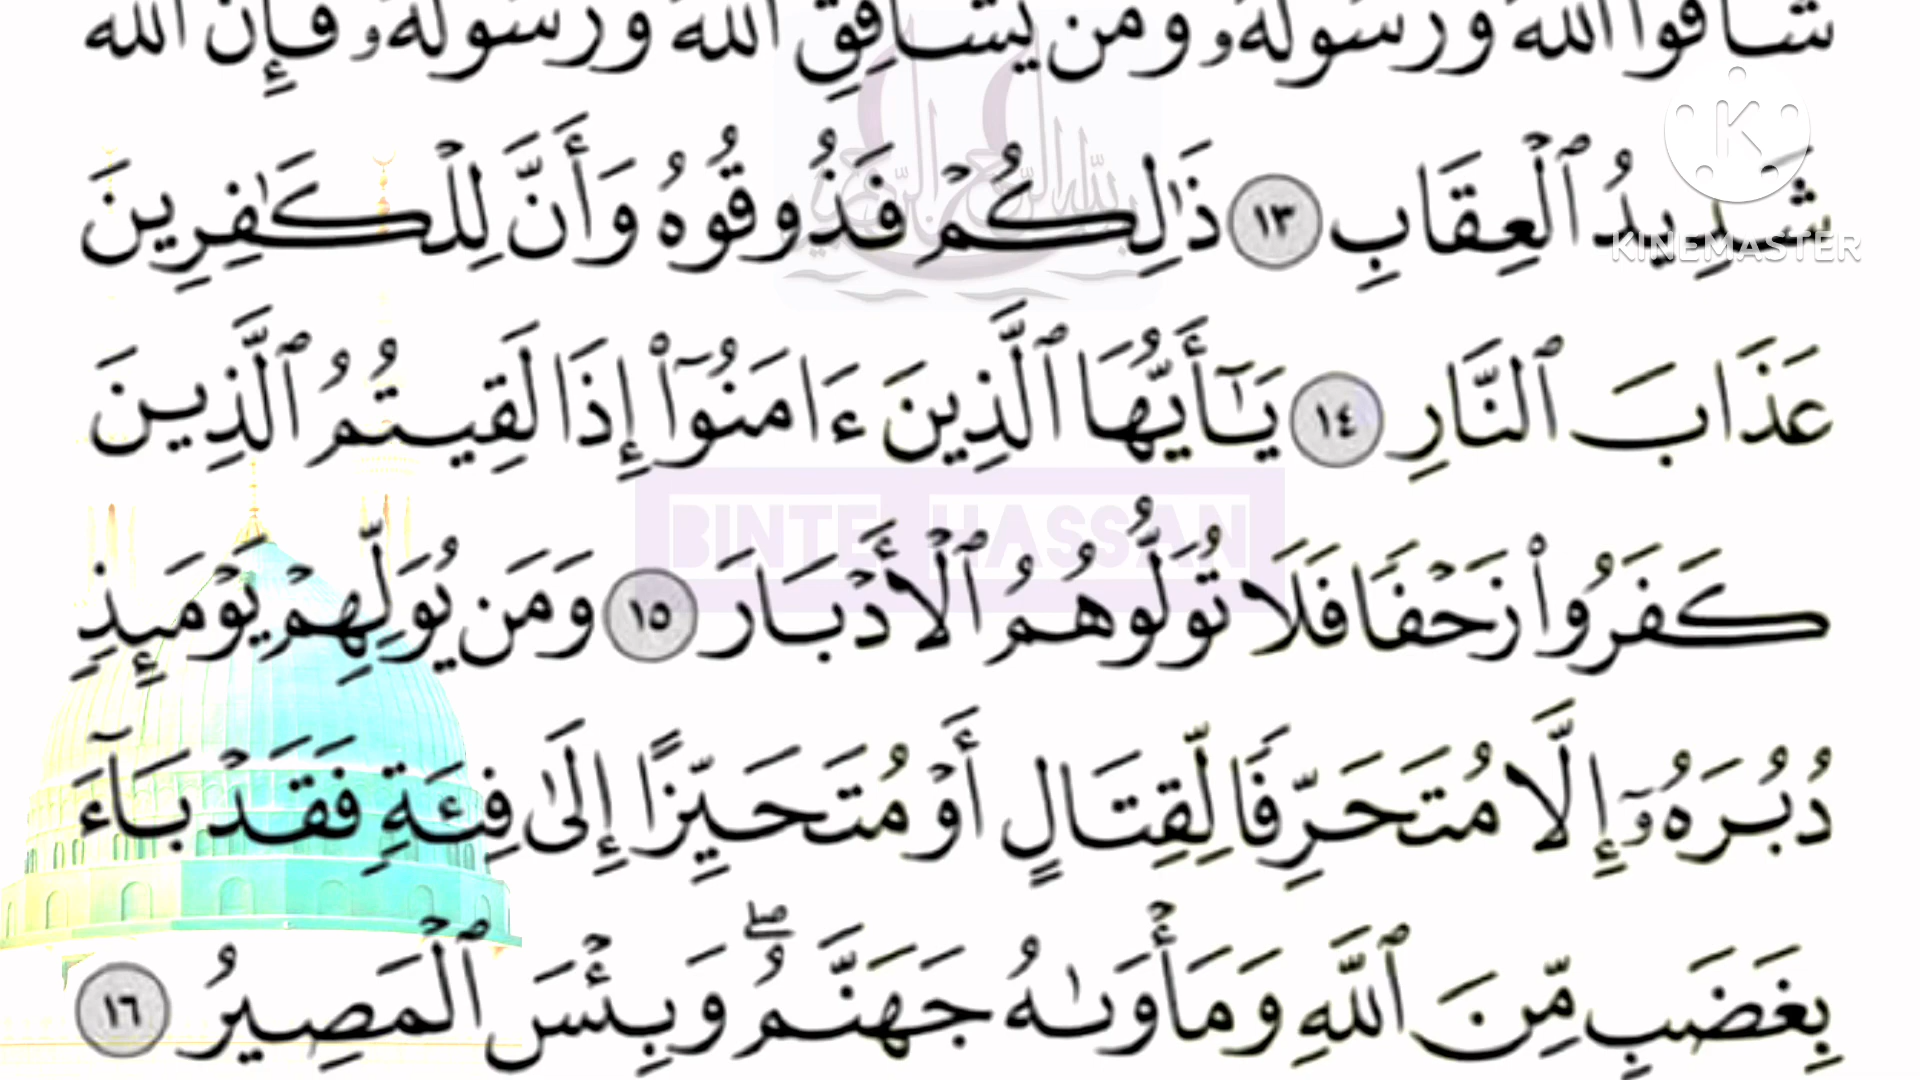 شَاقُّوا۟ ٱللَّهَ وَرَسُولَهُۥ وَمَن يُشَاقِقِ ٱللَّهَ وَرَسُولَهُۥ فَإِنَّ ٱللَّهَ
شَدِيدُ ٱلْعِقَابِ ١٣ ذَٰلِكُمْ فَذُوقُوهُ وَأَنَّ لِلْكَٰفِرِينَ
عَذَابَ ٱلنَّارِ ١٤ يَٰٓأَيُّهَا ٱلَّذِينَ ءَامَنُوٓا۟ إِذَا لَقِيتُمُ ٱلَّذِينَ
كَفَرُوا۟ زَحْفًا فَلَا تُوَلُّوهُمُ ٱلْأَدْبَارَ ١٥ وَمَن يُوَلِّهِمْ يَوْمَئِذٍ
دُبُرَهُۥٓ إِلَّا مُتَحَرِّفًا لِّقِتَالٍ أَوْ مُتَحَيِّزًا إِلَىٰ فِئَةٍ فَقَدْ بَآءَ
بِغَضَبٍ مِّنَ ٱللَّهِ وَمَأْوَىٰهُ جَهَنَّمُ ۖ وَبِئْسَ ٱلْمَصِيرُ ١٦
KINEMASTER
BINTE HASSAN